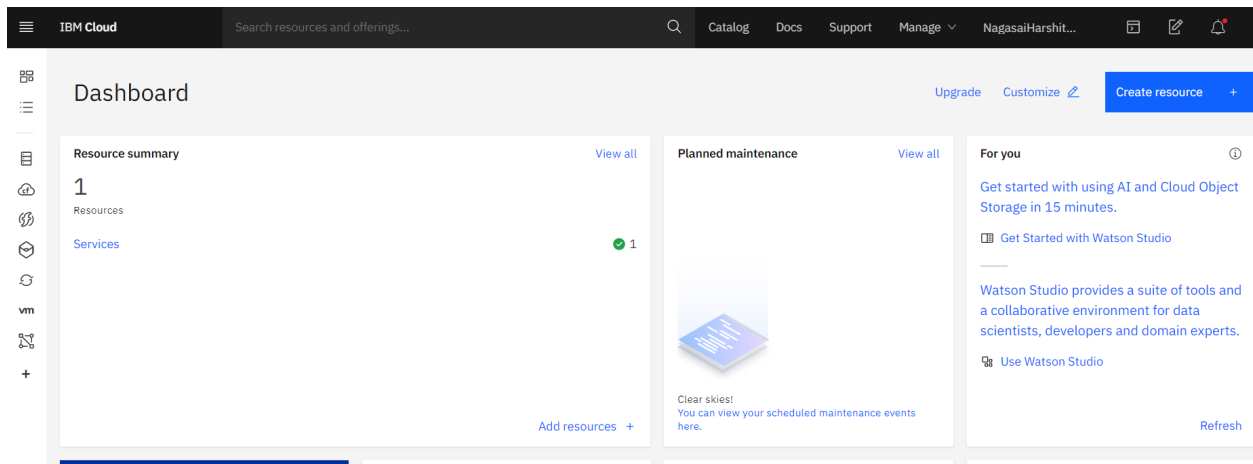 IBM Cloud
Search resources and offerings...
Catalog
Docs
Support
Manage
NagasaiHarshit...
Dashboard
Upgrade
Customize
Create resource +
Resource summary
View all
1
Resources
Services
1
Add resources +
Planned maintenance
View all
Clear skies!
You can view your scheduled maintenance events
here.
For you
Get started with using AI and Cloud Object
Storage in 15 minutes.
Get Started with Watson Studio
Watson Studio provides a suite of tools and
a collaborative environment for data
scientists, developers and domain experts.
Use Watson Studio
Refresh
cf
vm
+